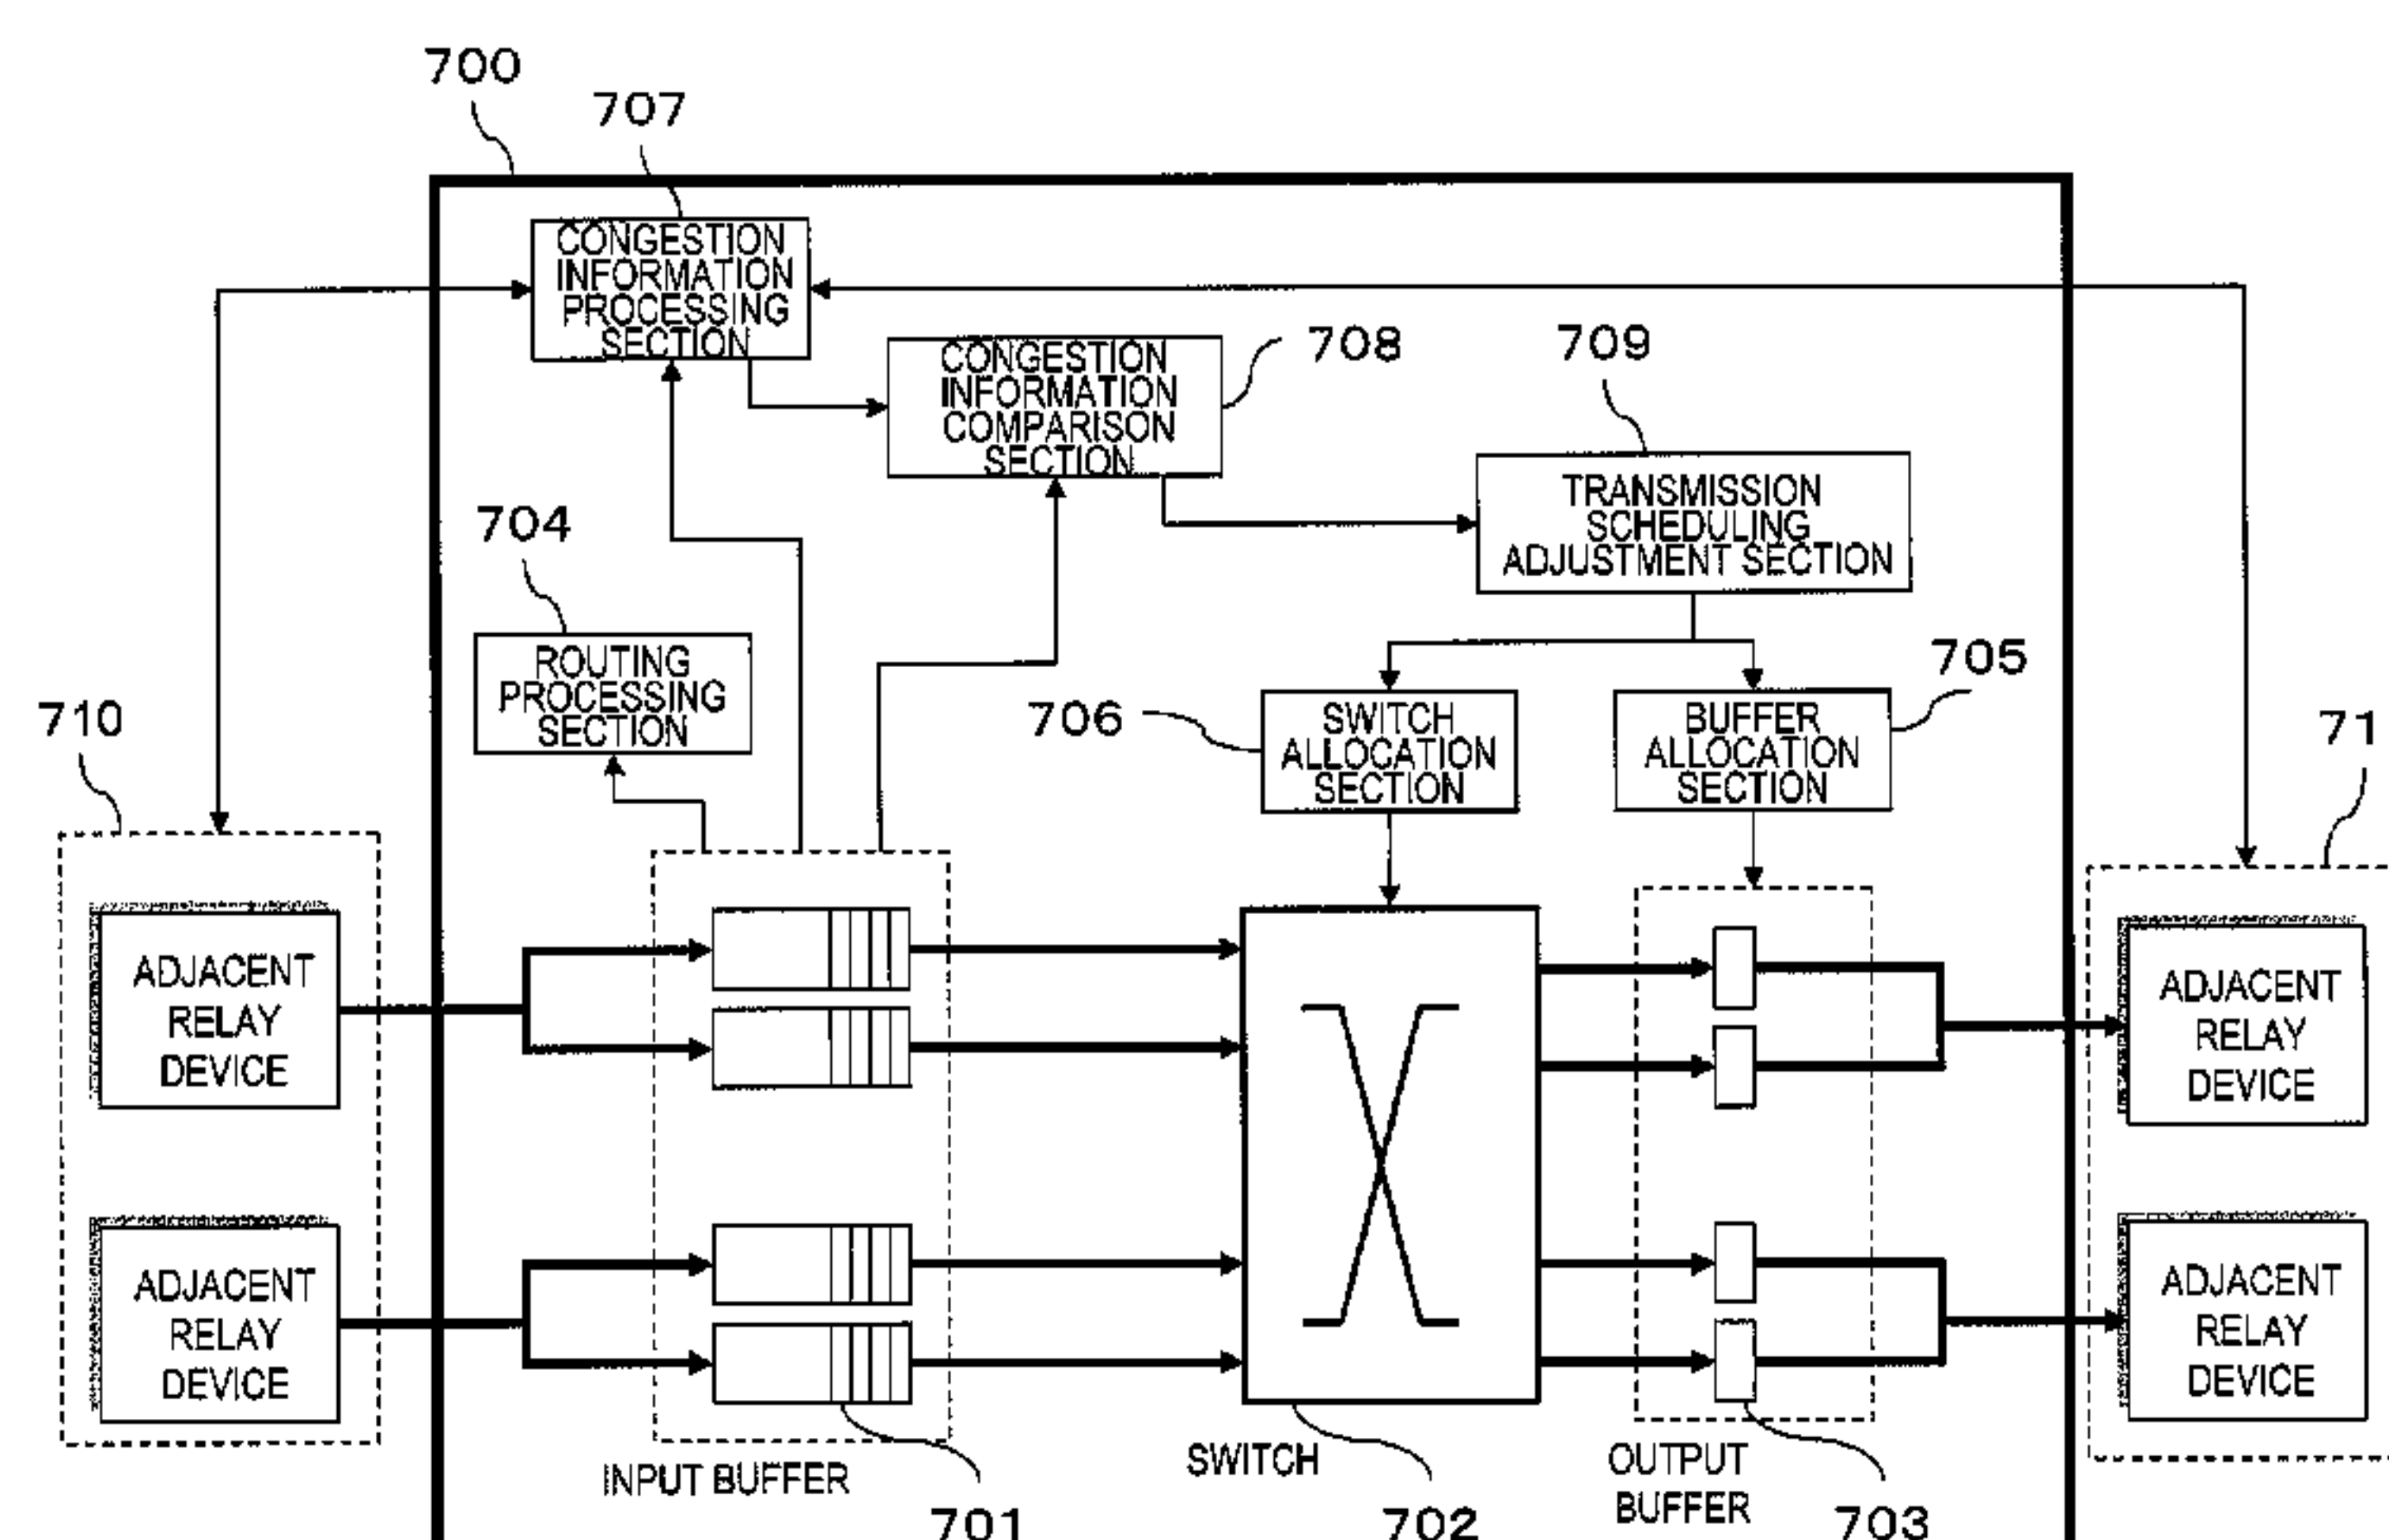 700
707
CONGESTION
INFORMATION
PROCESSING
SECTION
CONGESTION
INFORMATION
COMPARISON
SECTION
708
709
TRANSMISSION
SCHEDULING
ADJUSTMENT SECTION
704
ROUTING
PROCESSING
SECTION
706
SWITCH
ALLOCATION
SECTION
705
BUFFER
ALLOCATION
SECTION
710
71
ADJACENT
RELAY
DEVICE
ADJACENT
RELAY
DEVICE
ADJACENT
RELAY
DEVICE
ADJACENT
RELAY
DEVICE
INPUT BUFFER
701
SWITCH
702
OUTPUT
BUFFER
703